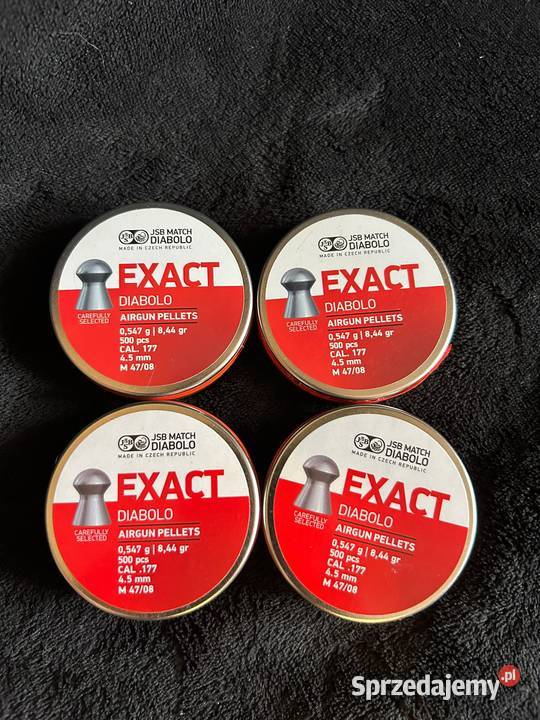 JSB MATCH
DIABOLO
MADE IN CZECH REPUBLIC
EXACT
DIABOLO
CAREFULLY
SELECTED
AIRGUN PELLETS
0,547 g | 8,44 gr
500 pcs
CAL. 177
4.5 mm
M 47/08
JSB MATCH
DIABOLO
MADE IN CZECH REPUBLIC
EXACT
DIABOLO
CAREFULLY
SELECTED
AIRGUN PELLETS
0,547 g | 8,44 gr
500 pcs
CAL. 177
4.5 mm
M 47/08
JSB MATCH
DIABOLO
MADE IN CZECH REPUBLIC
EXACT
DIABOLO
CAREFULLY
SELECTED
AIRGUN PELLETS
0,547 g | 8,44 gr
500 pcs
CAL .177
4.5 mm
M 47/08
JSB MATCH
DIABOLO
MADE IN CZECH REPUBLIC
EXACT
DIABOLO
CAREFULLY
SELECTED
AIRGUN PELLETS
0,547 g | 8,44 gr
500 pcs
CAL .177
4.5 mm
M 47/08
Sprzedajemy.pl